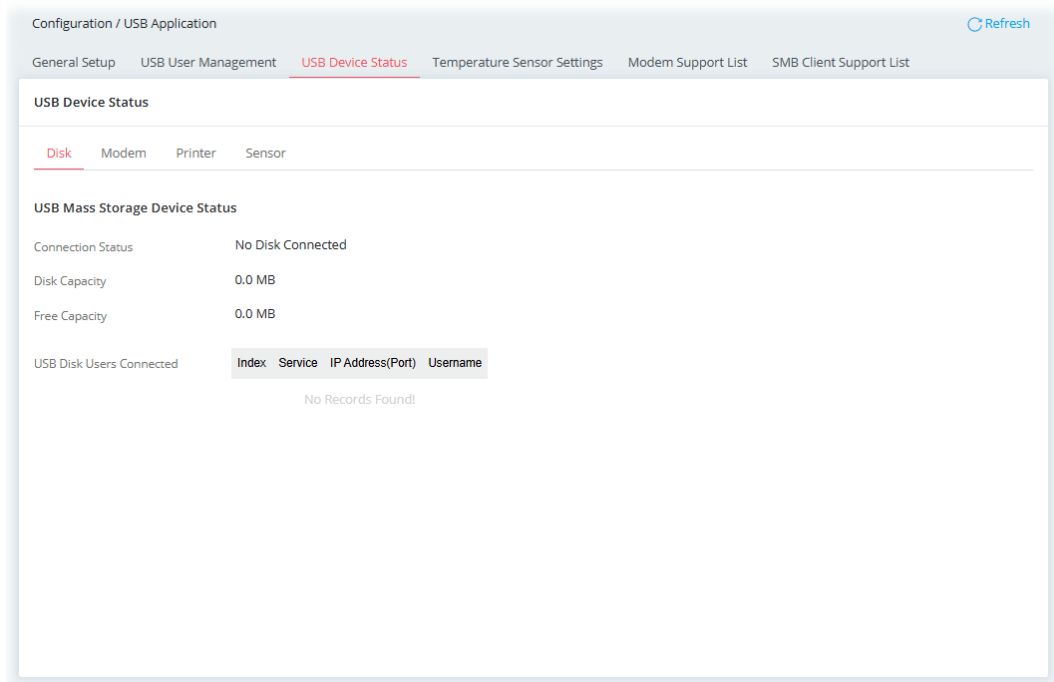 Configuration / USB Application Refresh
General Setup USB User Management USB Device Status Temperature Sensor Settings Modem Support List SMB Client Support List
USB Device Status
Disk Modem Printer Sensor
USB Mass Storage Device Status
Connection Status No Disk Connected
Disk Capacity 0.0 MB
Free Capacity 0.0 MB
USB Disk Users Connected Index Service IP Address(Port) Username
No Records Found!